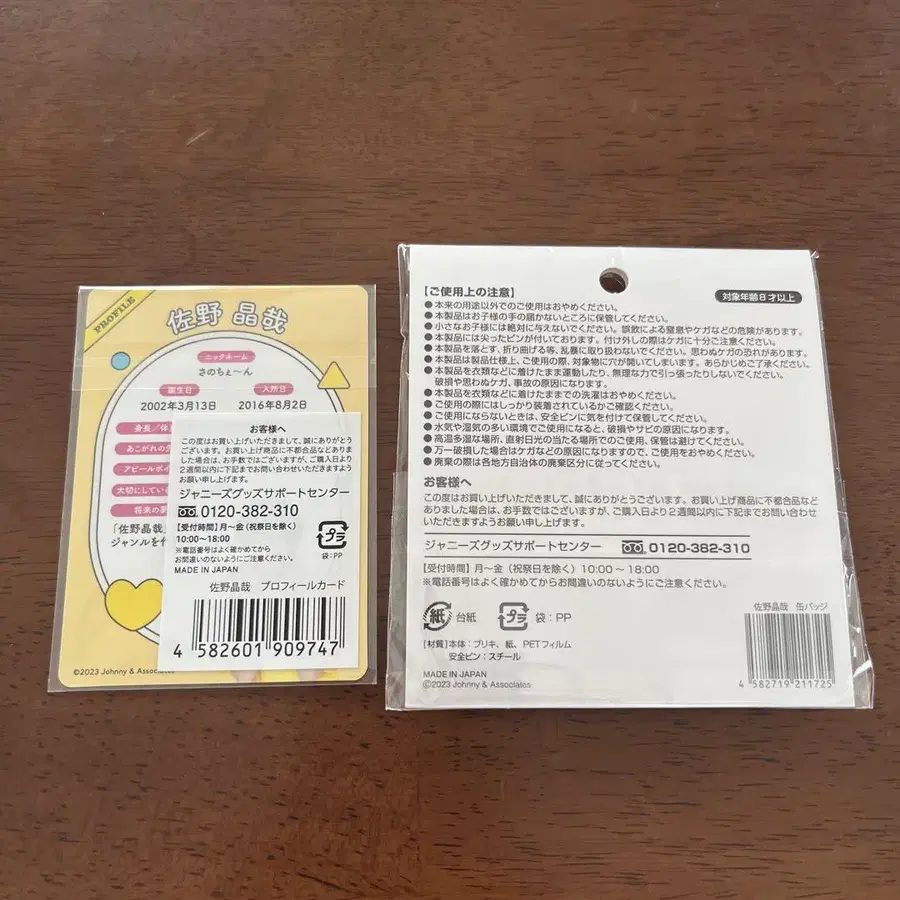 PROFILE
佐野 晶哉
ニックネーム
さのちぇ〜ん
誕生日 入所日
2002年3月13日 2016年8月2日
身長/体
あこがれの
アピールポイ
大切にしてい
将来の
「佐野晶哉」
ジャンルを
©2023 Johnny & Associates
お客様へ
この度はお買い上げいただきまして、誠にありがとう
ございます。お買い上げ商品に不都合などありま
した場合は、お手数ではございますが、ご購入日より
2週間以内に下記までお問い合わせいただきますよう
お願い申し上げます。
ジャニーズグッズサポートセンター
0120-382-310
【受付時間】月〜金 (祝祭日を除く)
10:00〜18:00
※電話番号はよく確かめてから
お間違いのないようにご注意ください。
MADE IN JAPAN
プラ
袋:PP
佐野晶哉 プロフィールカード
4 582601 909747
【ご使用上の注意】
対象年齢8才以上
●本来の用途以外でのご使用はおやめください。
●本製品はお子様の手の届かないところに保管してください。
●小さなお子様には絶対に与えないでください。誤飲による窒息やケガなどの危険があります。
●本製品には尖ったピンが付いております。付け外しの際はケガに十分ご注意ください。
●本製品を落とす、折り曲げる等、乱暴に取り扱わないでください。思わぬケガの恐れがあります。
●本製品は製品仕様上、ご使用の際、対象物に穴が開いてしまいます。あらかじめご了承ください。
●本製品を衣類などに着けたまま運動したり、無理な力で引っ張ったりしないでください。
破損や思わぬケガ、事故の原因になります。
●本製品を衣類などに着けたままでの洗濯はおやめください。
●ご使用の際にはしっかり装着されているかご確認ください。
●ご使用にならないときは、安全ピンに気を付けて保管してください。
●水気や湿気の多い環境でご使用になると、破損やサビの原因になります。
●高温多湿な場所、直射日光の当たる場所でのご使用、保管は避けてください。
●万一破損した場合はケガなどの原因になりますので、ご使用をおやめください。
●廃棄の際は各地方自治体の廃棄区分に従ってください。
お客様へ
この度はお買い上げいただきまして、誠にありがとうございます。お買い上げ商品に不都合などあ
りました場合は、お手数ではございますが、ご購入日より2週間以内に下記までお問い合わせ
いただきますようお願い申し上げます。
ジャニーズグッズサポートセンター 0120-382-310
【受付時間】月〜金 (祝祭日を除く) 10:00〜18:00
※電話番号はよく確かめてからお間違いのないようにご注意ください。
紙 台紙 プラ 袋:PP
【材質】本体:ブリキ、紙、PETフィルム
安全ピン:スチール
MADE IN JAPAN
©2023 Johnny & Associates
佐野晶哉 缶バッジ
4 582719 211725